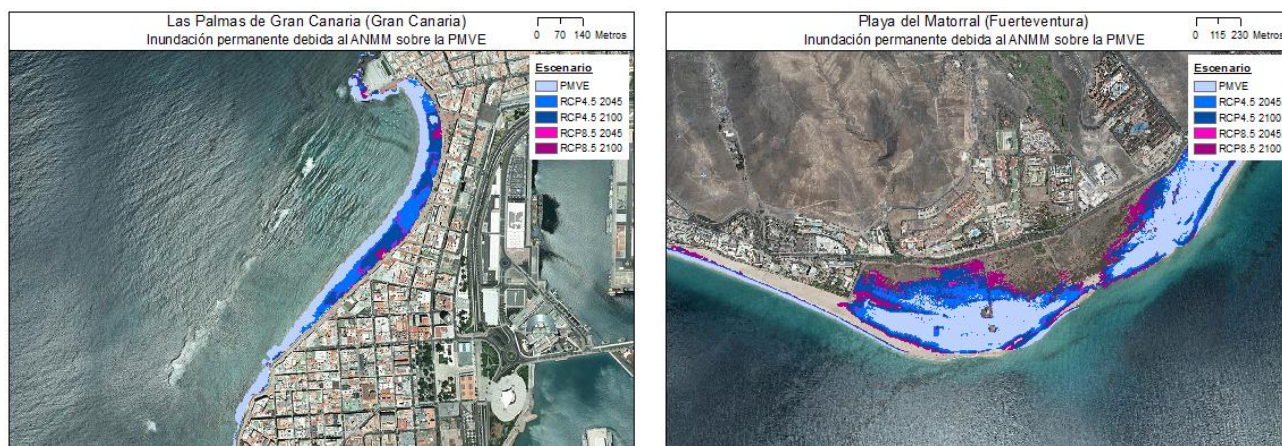 Las Palmas de Gran Canaria (Gran Canaria)
Inundación permanente debida al ANMM sobre la PMVE
0 70 140 Metros
Escenario
PMVE
RCP4.5 2045
RCP4.5 2100
RCP8.5 2045
RCP8.5 2100
Playa del Matorral (Fuerteventura)
Inundación permanente debida al ANMM sobre la PMVE
0 115 230 Metros
Escenario
PMVE
RCP4.5 2045
RCP4.5 2100
RCP8.5 2045
RCP8.5 2100